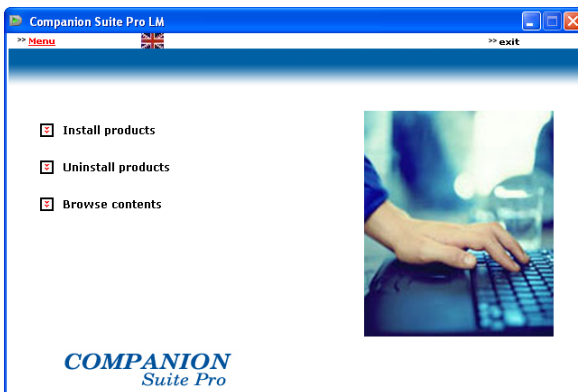 Companion Suite Pro LM
>> Menu
>> exit
Install products
Uninstall products
Browse contents
COMPANION
Suite Pro